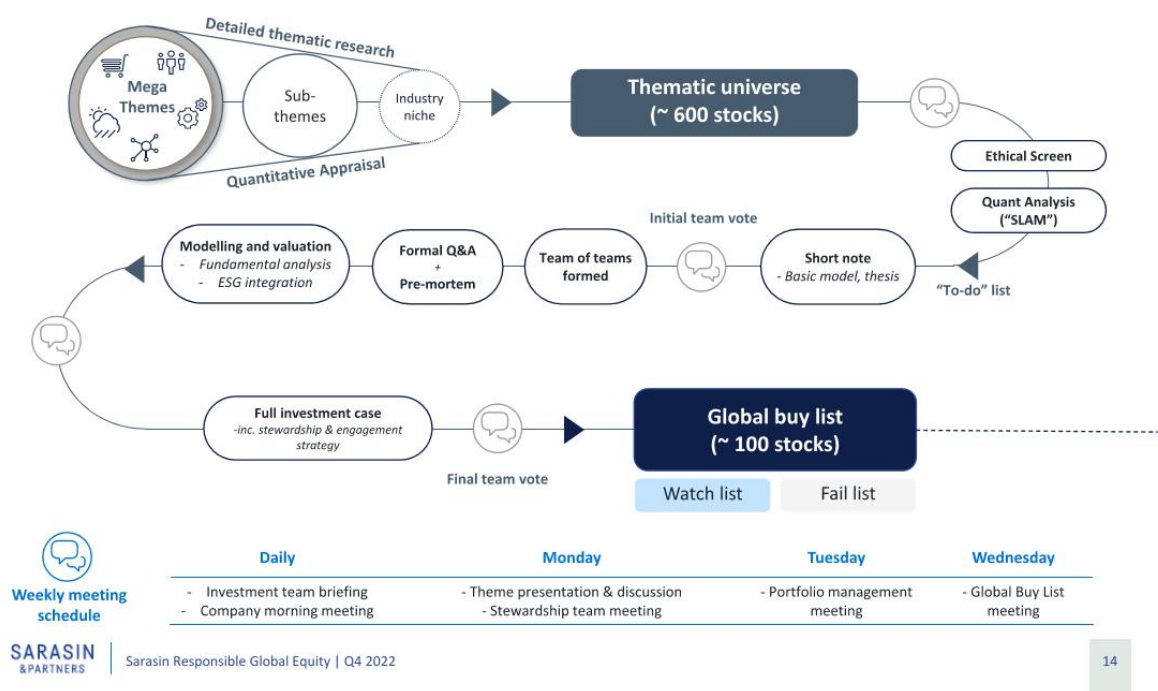 Detailed thematic research
Mega
Themes
Sub-
themes
Industry
niche
Quantitative Appraisal
Thematic universe
(~ 600 stocks)
Ethical Screen
Quant Analysis
(“SLAM”)
“To-do” list
Short note
- Basic model, thesis
Initial team vote
Team of teams
formed
Formal Q&A
+
Pre-mortem
Modelling and valuation
- Fundamental analysis
- ESG integration
Full investment case
-inc. stewardship & engagement
strategy
Final team vote
Global buy list
(~ 100 stocks)
Watch list
Fail list
Weekly meeting
schedule
Daily
- Investment team briefing
- Company morning meeting
Monday
- Theme presentation & discussion
- Stewardship team meeting
Tuesday
- Portfolio management
meeting
Wednesday
- Global Buy List
meeting
SARASIN
& PARTNERS
Sarasin Responsible Global Equity | Q4 2022
14